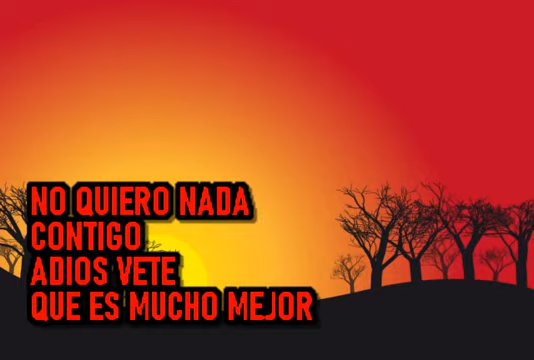 NO QUIERO NADA
CONTIGO
ADIOS VETE
QUE ES MUCHO MEJOR